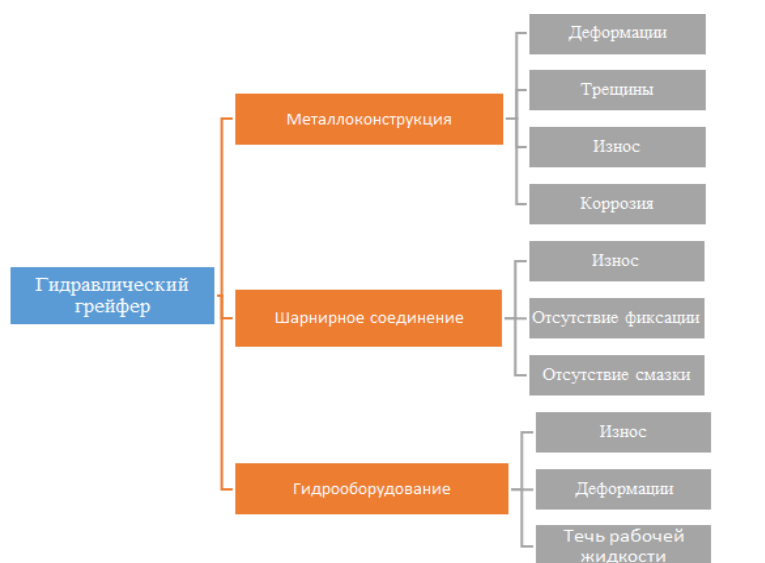 Гидравлический
грейфер
Металлоконструкция
Деформации
Трещины
Износ
Коррозия
Шарнирное соединение
Износ
Отсутствие фиксации
Отсутствие смазки
Гидрооборудование
Износ
Деформации
Течь рабочей
жидкости